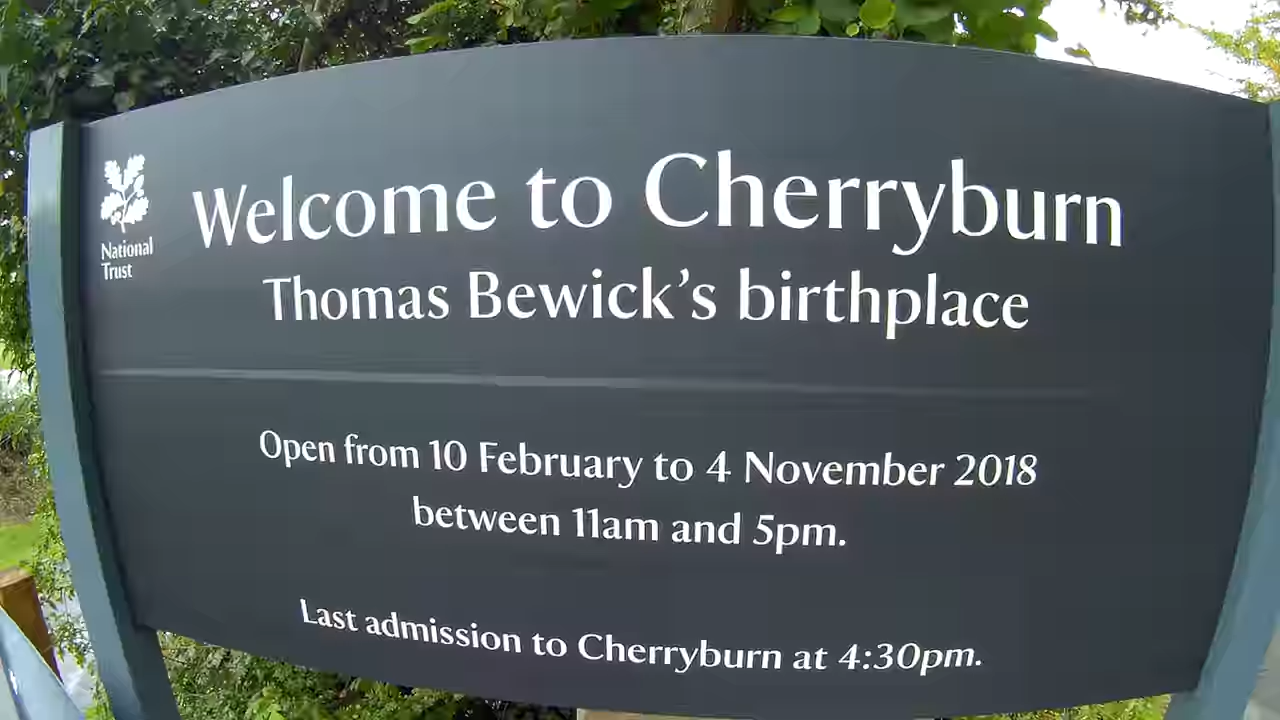 National
Trust
Welcome to Cherryburn
Thomas Bewick’s birthplace
Open from 10 February to 4 November 2018
between 11am and 5pm.
Last admission to Cherryburn at 4:30pm.